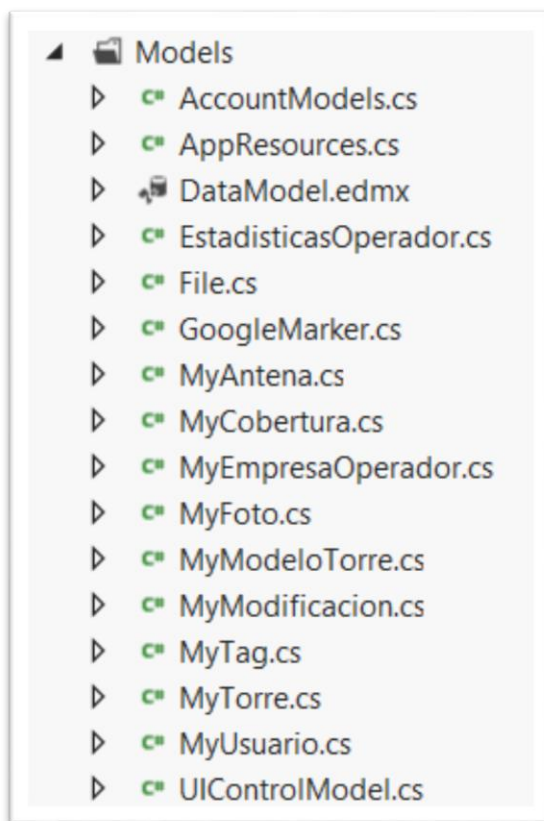 Models
C# AccountModels.cs
C# AppResources.cs
DataModel.edmx
C# EstadisticasOperador.cs
C# File.cs
C# GoogleMarker.cs
C# MyAntena.cs
C# MyCobertura.cs
C# MyEmpresaOperador.cs
C# MyFoto.cs
C# MyModeloTorre.cs
C# MyModificacion.cs
C# MyTag.cs
C# MyTorre.cs
C# MyUsuario.cs
C# UIControlModel.cs